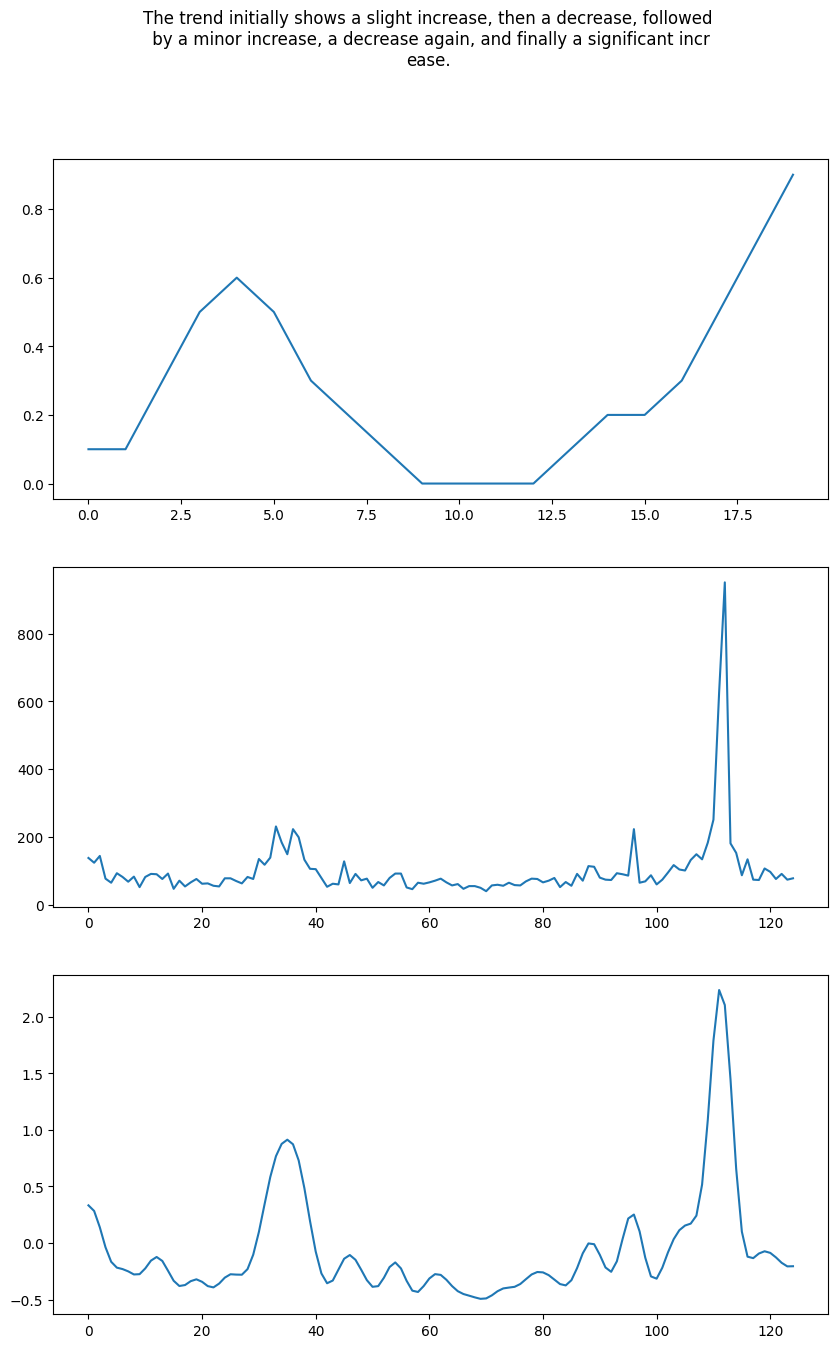 The trend initially shows a slight increase, then a decrease, followed
by a minor increase, a decrease again, and finally a significant incr
ease.
0.8
0.6
0.4
0.2
0.0
0.0 2.5 5.0 7.5 10.0 12.5 15.0 17.5
800
600
400
200
0
0 20 40 60 80 100 120
2.0
1.5
1.0
0.5
0.0
−0.5
0 20 40 60 80 100 120